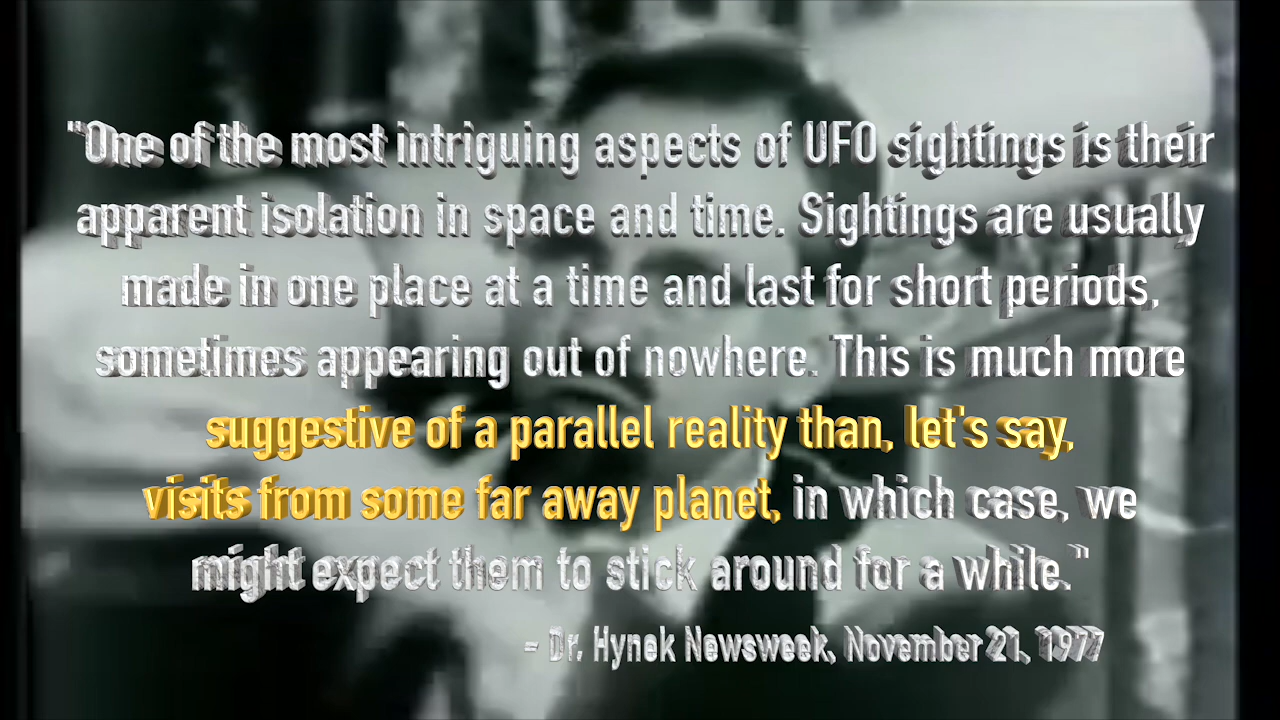 "One of the most intriguing aspects of UFO sightings is their
apparent isolation in space and time. Sightings are usually
made in one place at a time and last for short periods,
sometimes appearing out of nowhere. This is much more
suggestive of a parallel reality than, let's say,
visits from some far away planet, in which case, we
might expect them to stick around for a while."
- Dr. Hynek Newsweek, November 21, 1977